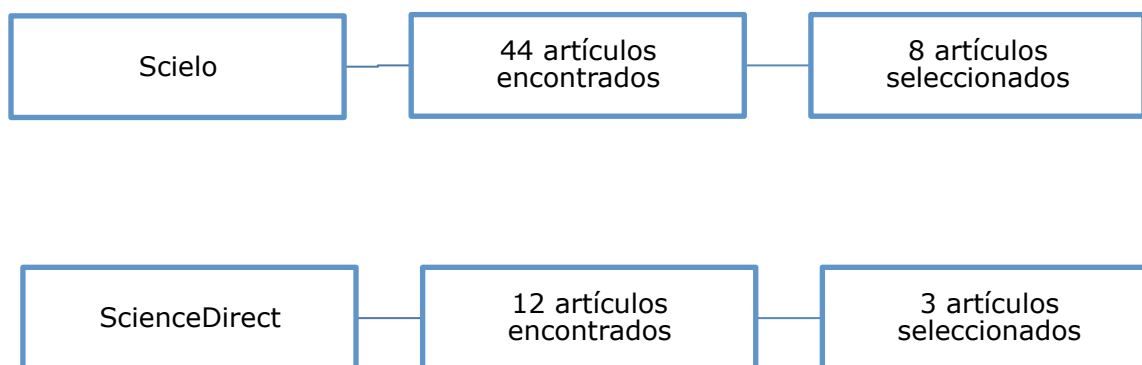 Scielo
44 artículos
encontrados
8 artículos
seleccionados
ScienceDirect
12 artículos
encontrados
3 artículos
seleccionados